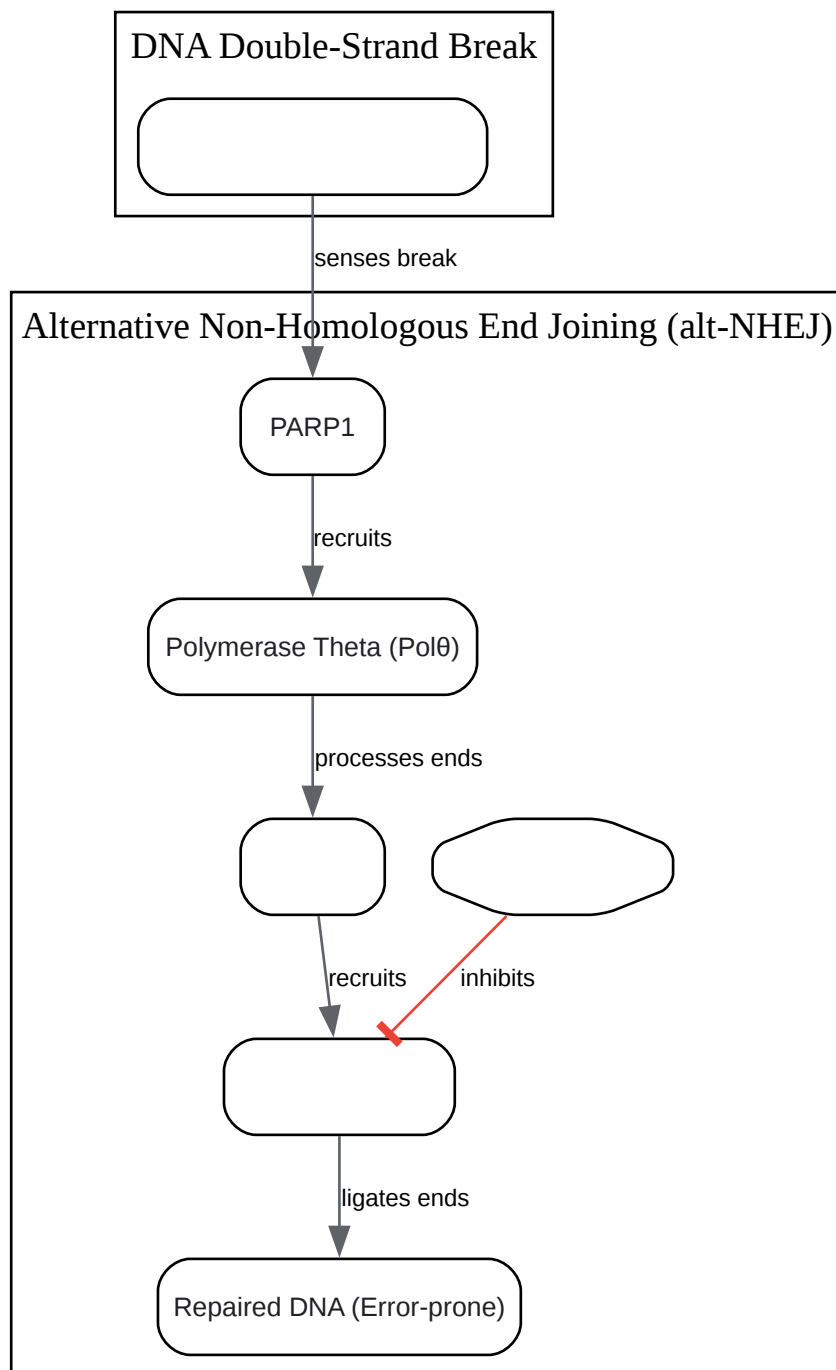 DNA Double-Strand Break
senses break
Alternative Non-Homologous End Joining (alt-NHEJ)
PARP1
recruits
Polymerase Theta (Polθ)
processes ends
recruits
inhibits
ligates ends
Repaired DNA (Error-prone)